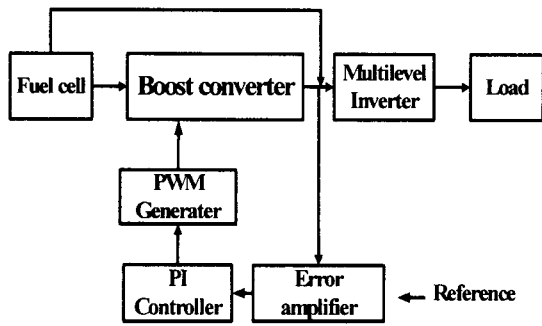 Fuel cell
Boost converter
Multilevel
Inverter
Load
PWM
Generater
PI
Controller
Error
amplifier
Reference